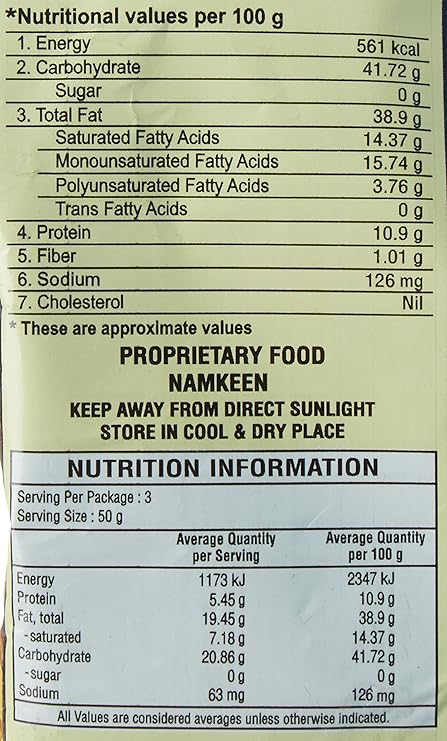 *Nutritional values per 100 g
1. Energy 561 kcal
2. Carbohydrate 41.72 g
Sugar 0 g
3. Total Fat 38.9 g
Saturated Fatty Acids 14.37 g
Monounsaturated Fatty Acids 15.74 g
Polyunsaturated Fatty Acids 3.76 g
Trans Fatty Acids 0 g
4. Protein 10.9 g
5. Fiber 1.01 g
6. Sodium 126 mg
7. Cholesterol Nil
* These are approximate values
PROPRIETARY FOOD
NAMKEEN
KEEP AWAY FROM DIRECT SUNLIGHT
STORE IN COOL & DRY PLACE
NUTRITION INFORMATION
Serving Per Package : 3
Serving Size : 50 g
Average Quantity Average Quantity
per Serving per 100 g
Energy 1173 kJ 2347 kJ
Protein 5.45 g 10.9 g
Fat, total 19.45 g 38.9 g
-saturated 7.18 g 14.37 g
Carbohydrate 20.86 g 41.72 g
-sugar 0 g 0 g
Sodium 63 mg 126 mg
All Values are considered averages unless otherwise indicated.